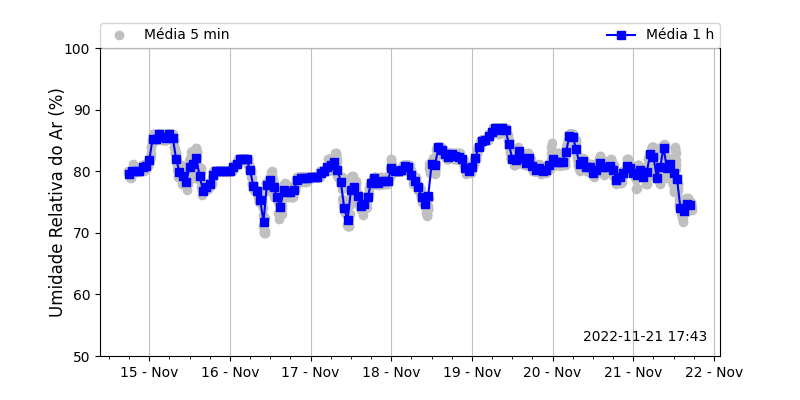 Média 5 min
Média 1 h
Umidade Relativa do Ar (%)
100
90
80
70
60
50
2022-11-21 17:43
15 - Nov
16 - Nov
17 - Nov
18 - Nov
19 - Nov
20 - Nov
21 - Nov
22 - Nov